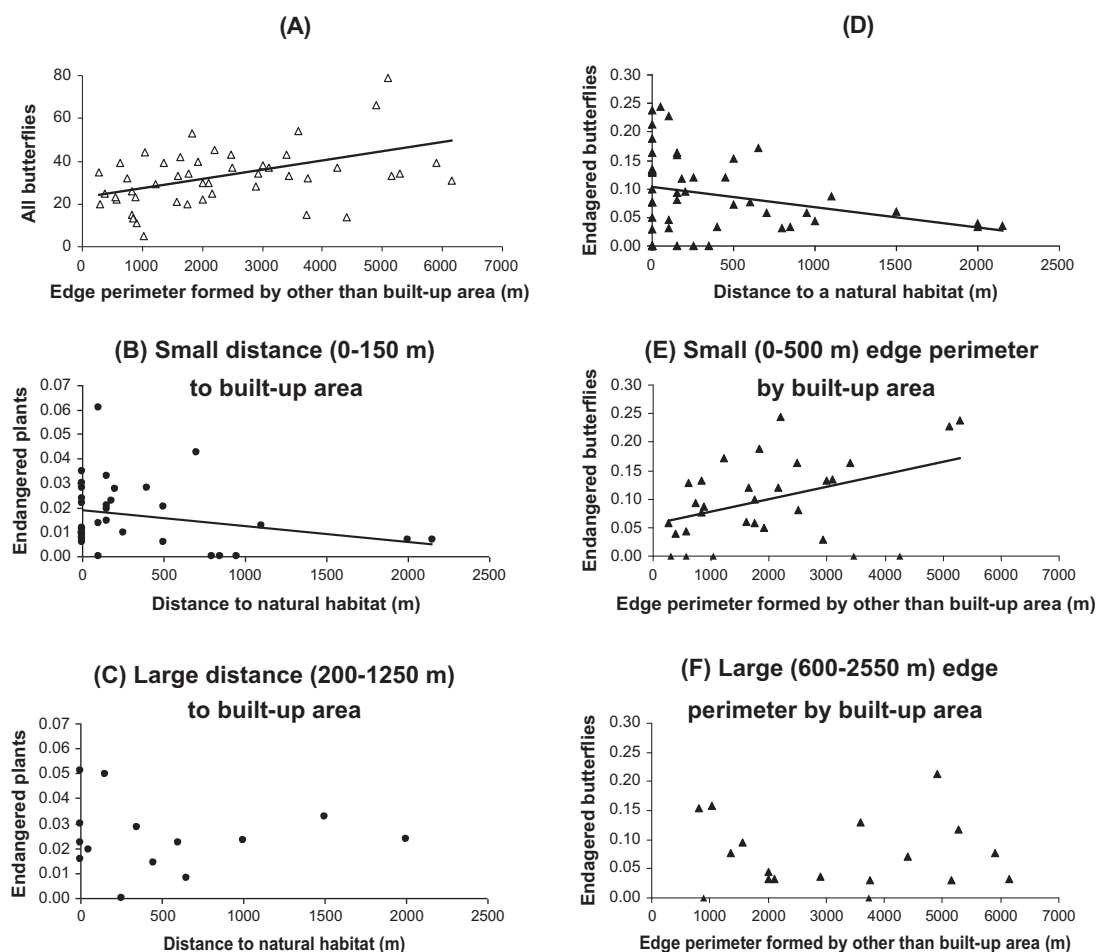 (A)
All butterflies
80
60
40
20
0
0 1000 2000 3000 4000 5000 6000 7000
Edge perimeter formed by other than built-up area (m)
(B) Small distance (0-150 m)
to built-up area
Endangered plants
0.07
0.06
0.05
0.04
0.03
0.02
0.01
0.00
0 500 1000 1500 2000 2500
Distance to natural habitat (m)
(C) Large distance (200-1250 m)
to built-up area
Endangered plants
0.07
0.06
0.05
0.04
0.03
0.02
0.01
0.00
0 500 1000 1500 2000 2500
Distance to natural habitat (m)
(D)
Endagered butterflies
0.30
0.25
0.20
0.15
0.10
0.05
0.00
0 500 1000 1500 2000 2500
Distance to a natural habitat (m)
(E) Small (0-500 m) edge perimeter
by built-up area
Endagered butterflies
0.30
0.25
0.20
0.15
0.10
0.05
0.00
0 1000 2000 3000 4000 5000 6000 7000
Edge perimeter formed by other than built-up area (m)
(F) Large (600-2550 m) edge
perimeter by built-up area
Endagered butterflies
0.30
0.25
0.20
0.15
0.10
0.05
0.00
0 1000 2000 3000 4000 5000 6000 7000
Edge perimeter formed by other than built-up area (m)